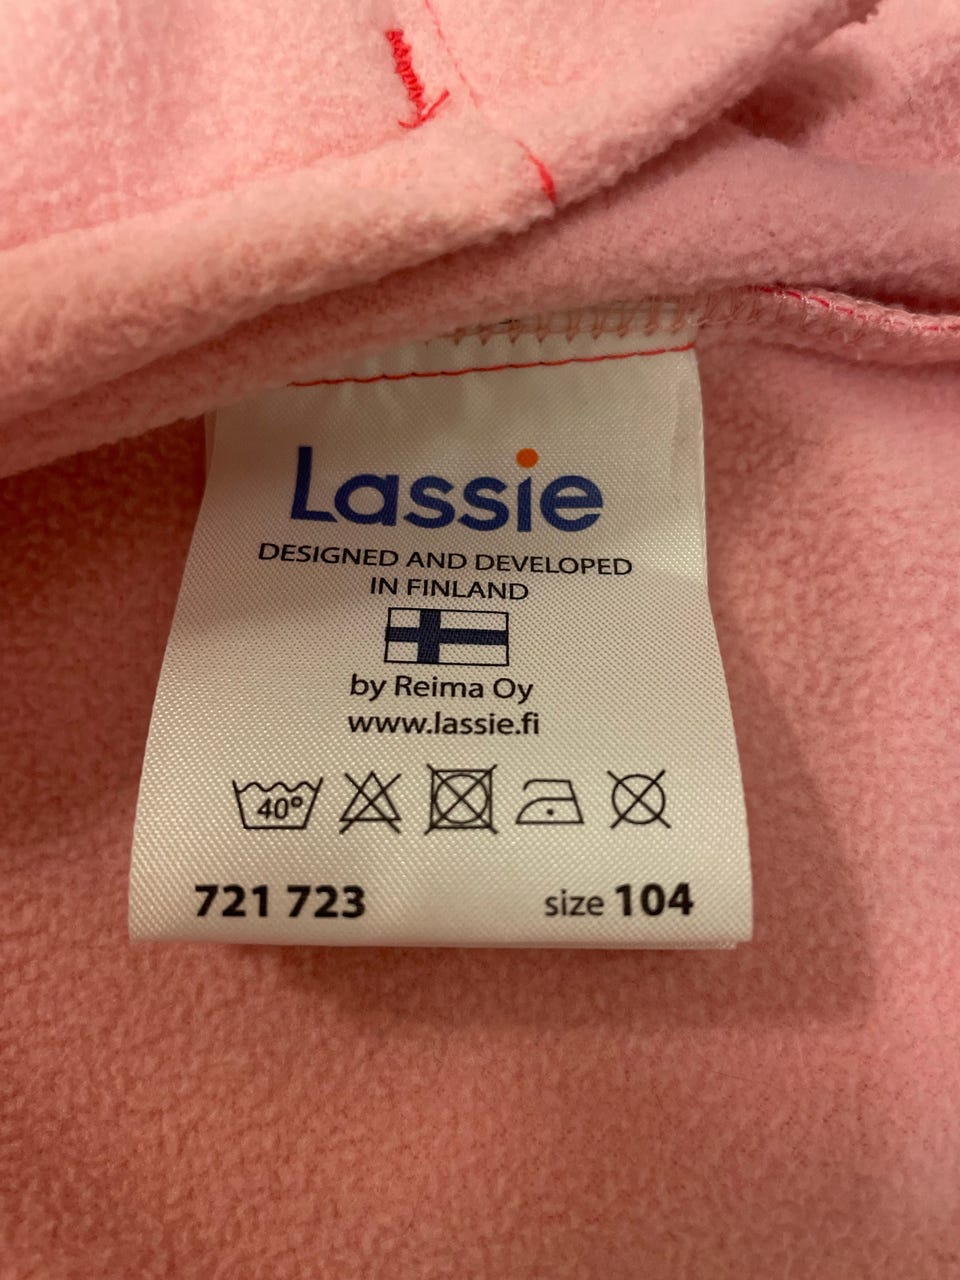 Lassie
DESIGNED AND DEVELOPED
IN FINLAND
by Reima Oy
www.lassie.fi
40°
721 723 size 104